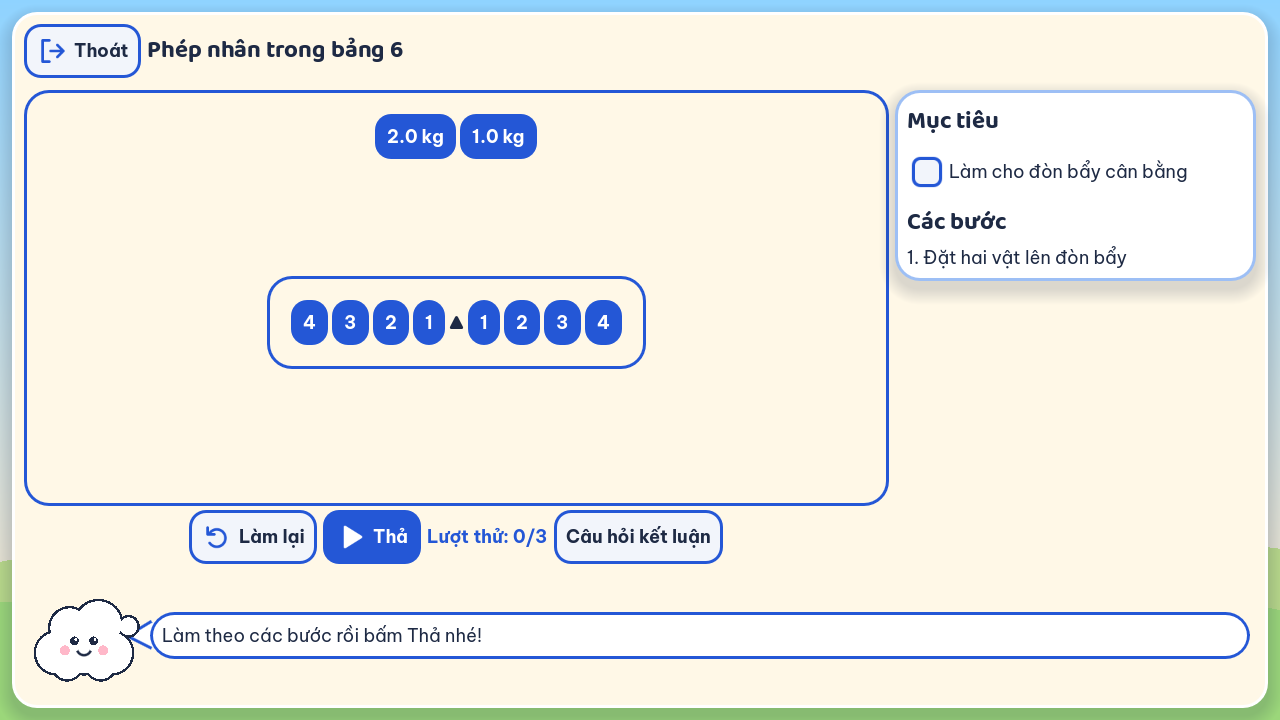 Thoát
Phép nhân trong bảng 6
2.0 kg 1.0 kg
4 3 2 1 1 2 3 4
Mục tiêu
Làm cho đòn bẩy cân bằng
Các bước
1. Đặt hai vật lên đòn bẩy
Làm lại
Thả
Lượt thử: 0/3
Câu hỏi kết luận
Làm theo các bước rồi bấm Thả nhé!